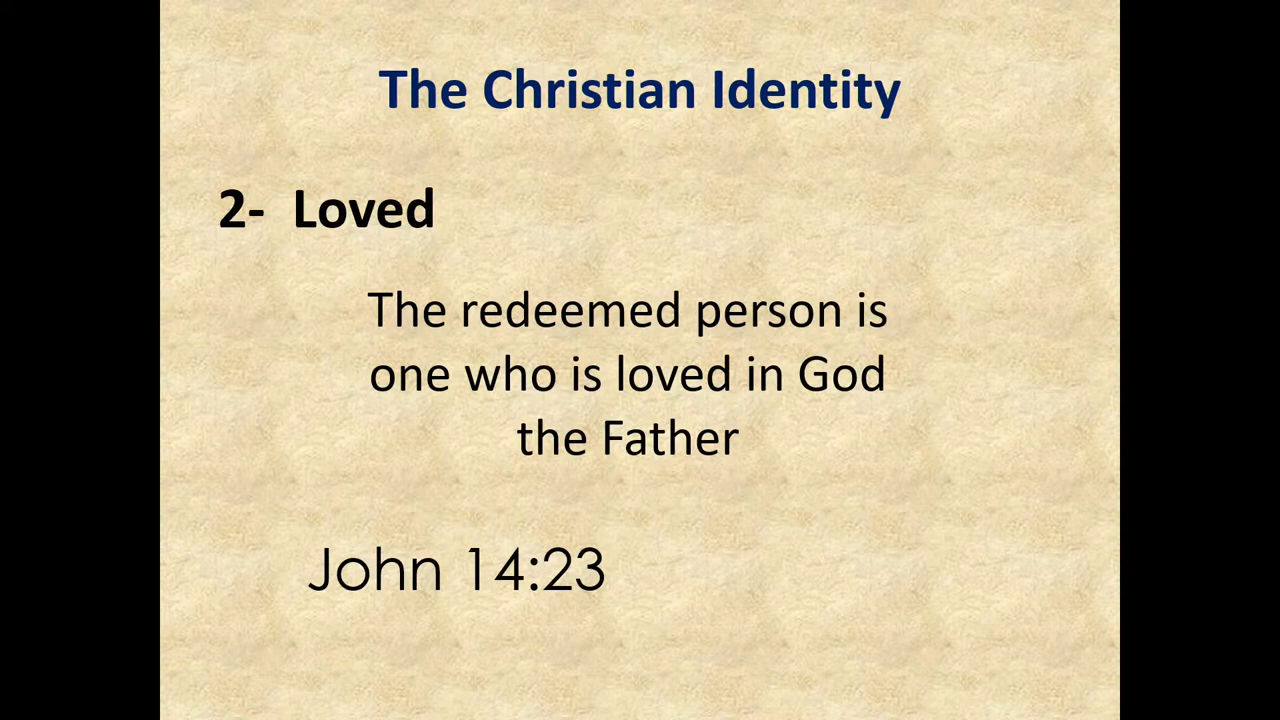 The Christian Identity
2- Loved
The redeemed person is
one who is loved in God
the Father
John 14:23